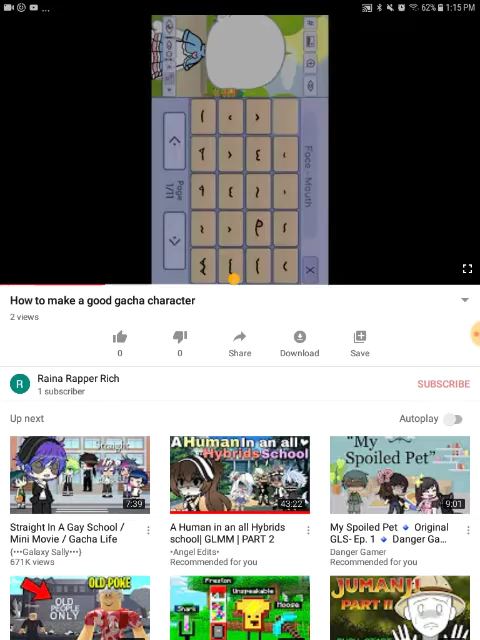 62% 1:15 PM
Face - Mouth
Page
1/11
X
How to make a good gacha character
2 views
0
0
Share
Download
Save
R
Raina Rapper Rich
1 subscriber
SUBSCRIBE
Up next
Autoplay
Straight
7:39
Straight In A Gay School /
Mini Movie / Gacha Life
{•••Galaxy Sally•••}
671K views
A Human In an all
Hybrids School
43:22
A Human in an all Hybrids
school| GLMM | PART 2
•Angel Edits•
Recommended for you
"My
Spoiled Pet"
9:01
My Spoiled Pet 🔹 Original
GLS- Ep. 1 🔹 Danger Ga...
Danger Gamer
Recommended for you
OLD POKE
OLD
PEOPLE
ONLY
Preston
Unspeakable
Shark
Moose
JUMANJI
PART II